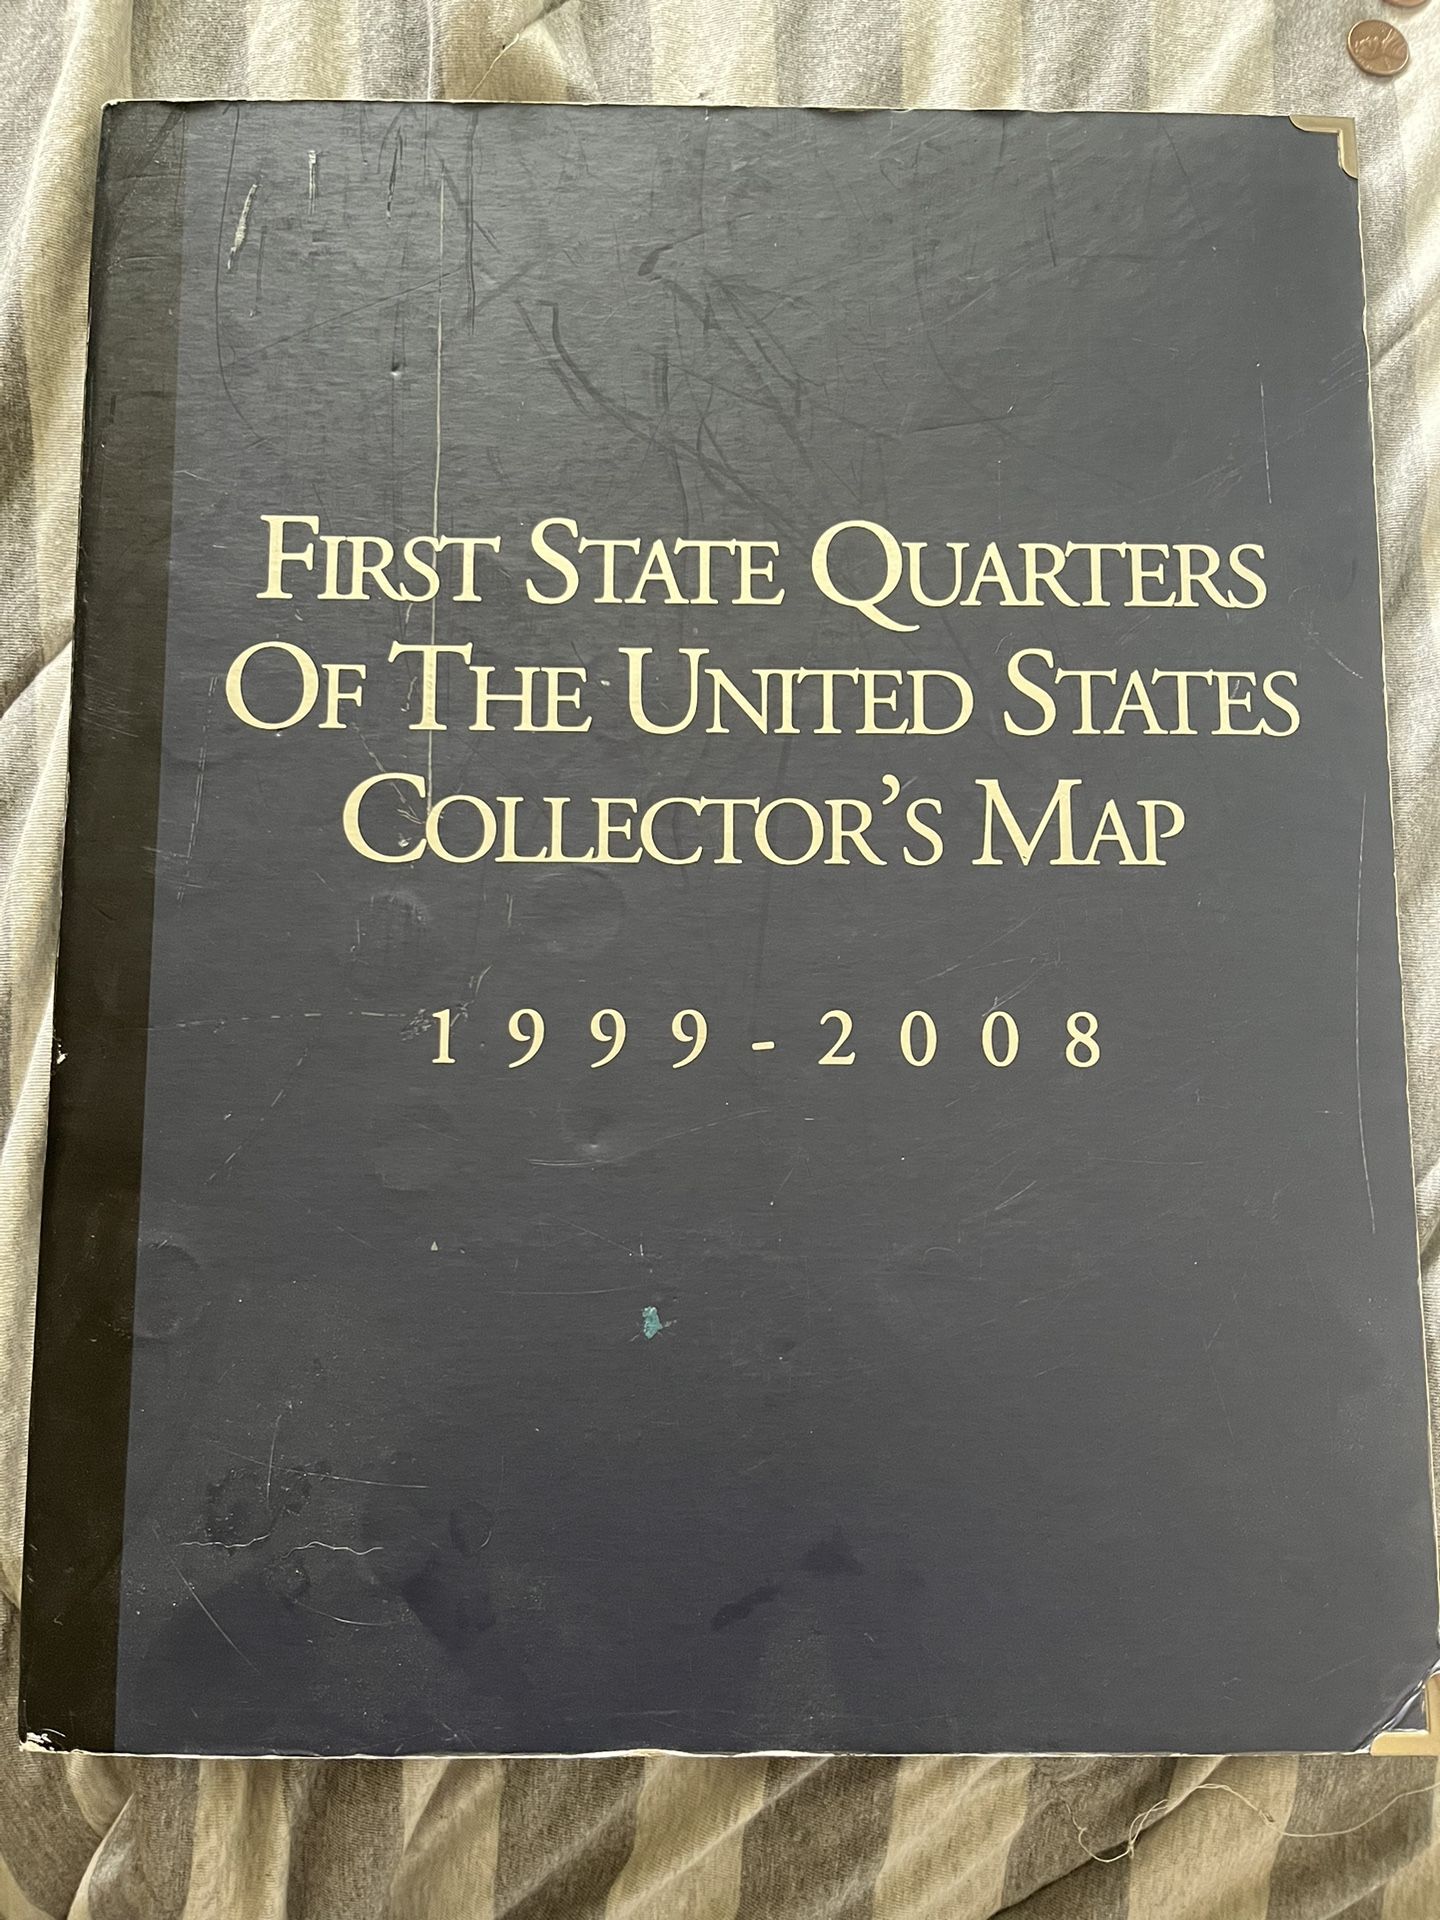 First State Quarters
Of The United States
Collector's Map
1999-2008